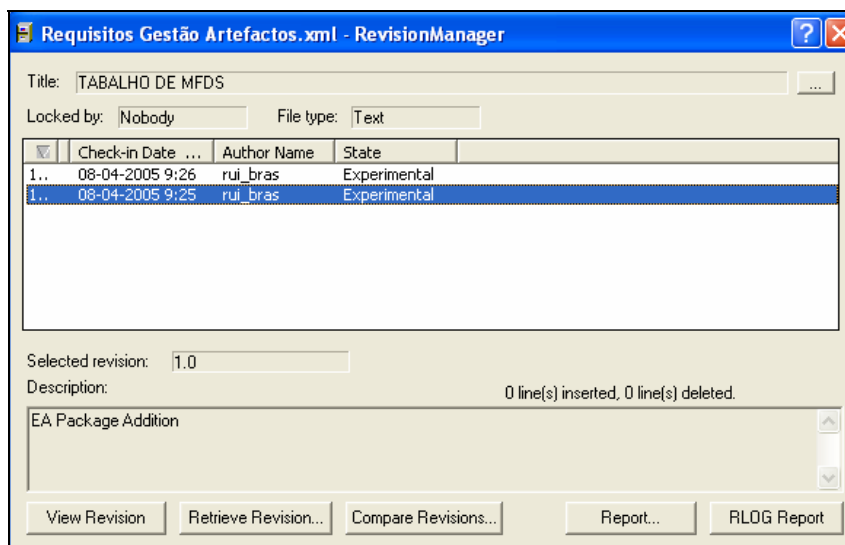 Requisitos Gestão Artefactos.xml - RevisionManager
Title: TABALHO DE MFDS ...
Locked by: Nobody File type: Text
Check-in Date ... Author Name State
1.. 08-04-2005 9:26 rui_bras Experimental
1.. 08-04-2005 9:25 rui_bras Experimental
Selected revision: 1.0
Description: 0 line(s) inserted, 0 line(s) deleted.
EA Package Addition
View Revision Retrieve Revision... Compare Revisions... Report... RLOG Report